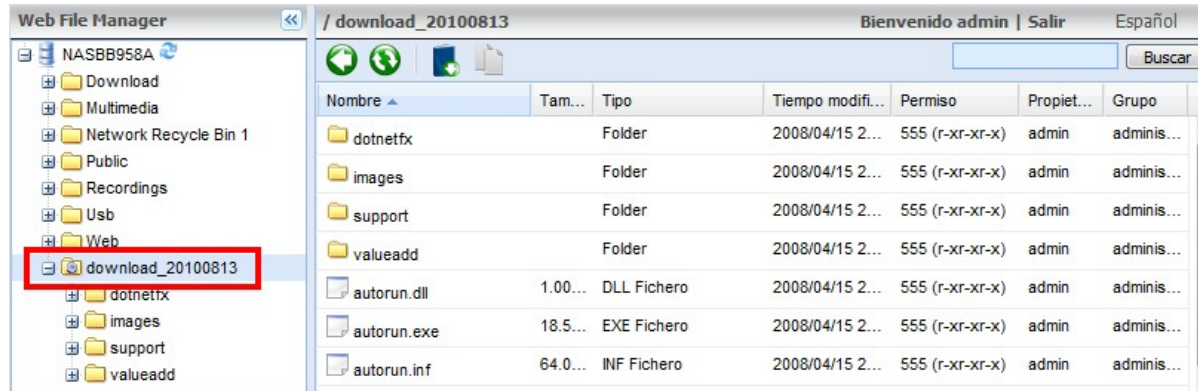 Web File Manager
NASBB958A
Download
Multimedia
Network Recycle Bin 1
Public
Recordings
Usb
Web
download_20100813
dotnetfx
images
support
valueadd
/ download_20100813 Bienvenido admin | Salir Español
Buscar
Nombre Tam... Tipo Tiempo modifi... Permiso Propiet... Grupo
dotnetfx Folder 2008/04/15 2... 555 (r-xr-xr-x) admin adminis...
images Folder 2008/04/15 2... 555 (r-xr-xr-x) admin adminis...
support Folder 2008/04/15 2... 555 (r-xr-xr-x) admin adminis...
valueadd Folder 2008/04/15 2... 555 (r-xr-xr-x) admin adminis...
autorun.dll 1.00... DLL Fichero 2008/04/15 2... 555 (r-xr-xr-x) admin adminis...
autorun.exe 18.5... EXE Fichero 2008/04/15 2... 555 (r-xr-xr-x) admin adminis...
autorun.inf 64.0... INF Fichero 2008/04/15 2... 555 (r-xr-xr-x) admin adminis...